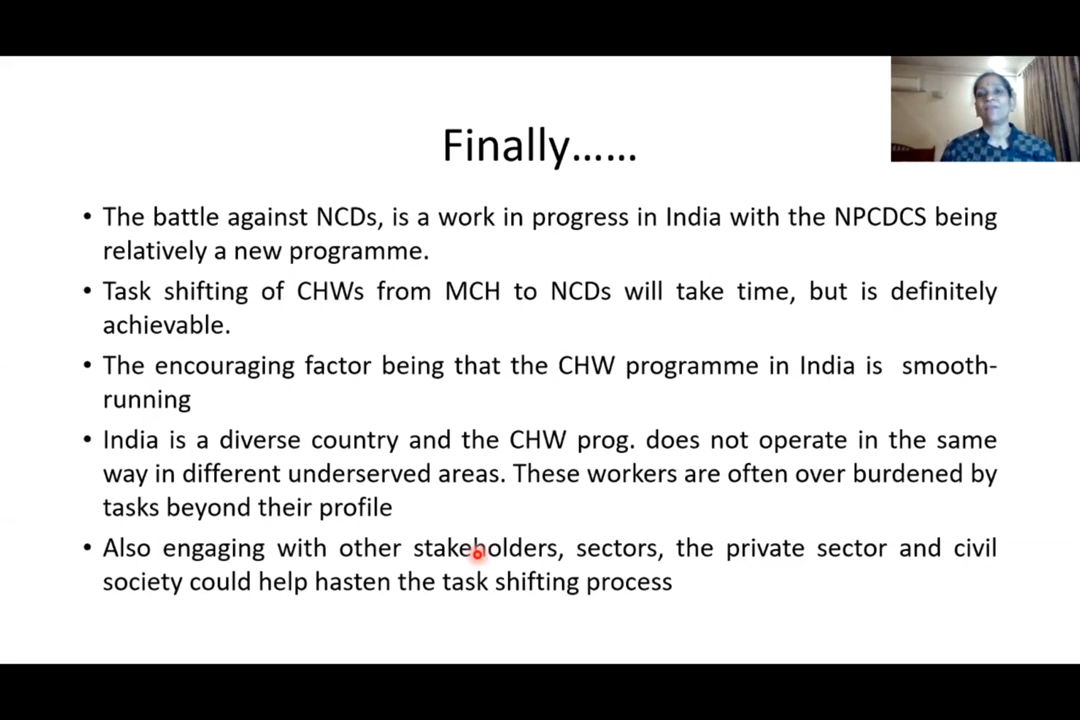 Finally......
• The battle against NCDs, is a work in progress in India with the NPCDCS being
relatively a new programme.
• Task shifting of CHWs from MCH to NCDs will take time, but is definitely
achievable.
• The encouraging factor being that the CHW programme in India is smooth-
running
• India is a diverse country and the CHW prog. does not operate in the same
way in different underserved areas. These workers are often over burdened by
tasks beyond their profile
• Also engaging with other stakeholders, sectors, the private sector and civil
society could help hasten the task shifting process